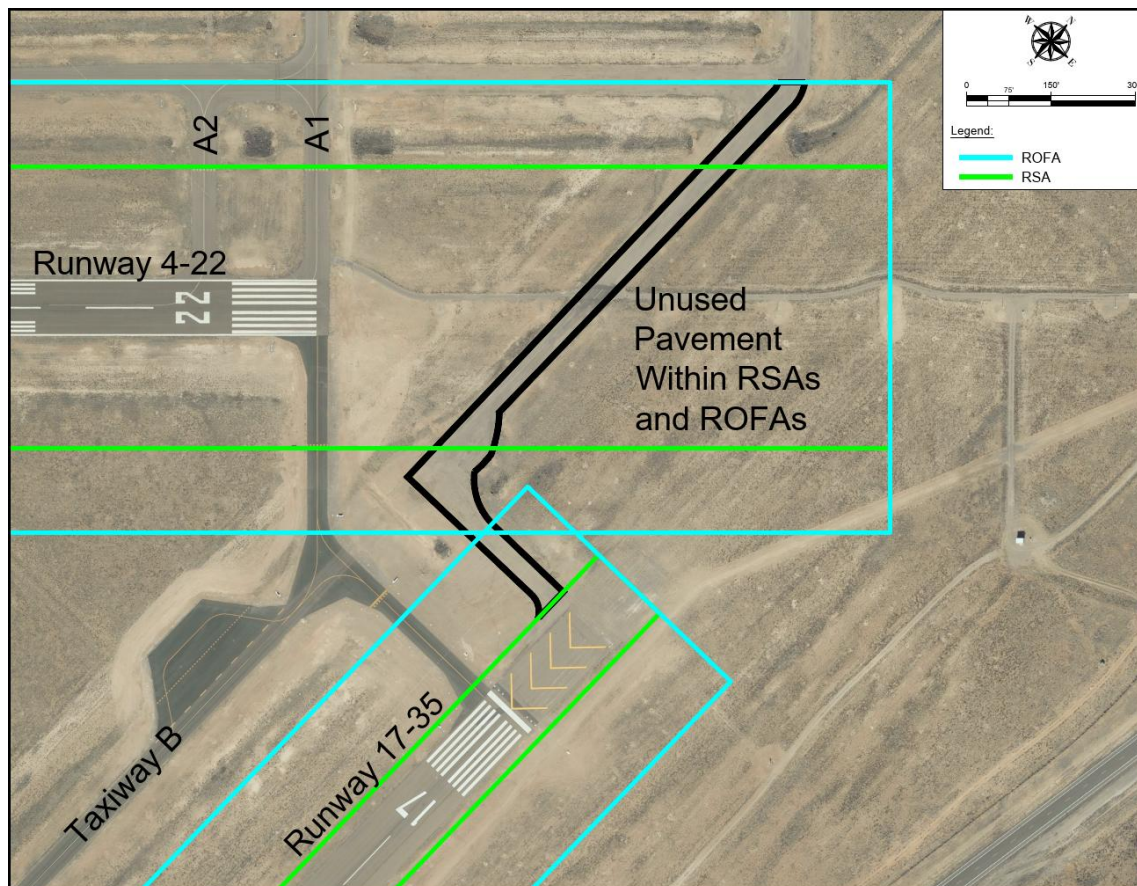 W N
S E
0 75' 150' 30
Legend:
ROFA
RSA
A2
A1
Runway 4-22
22
Unused
Pavement
Within RSAs
and ROFAs
Taxiway B
Runway 17-35
17